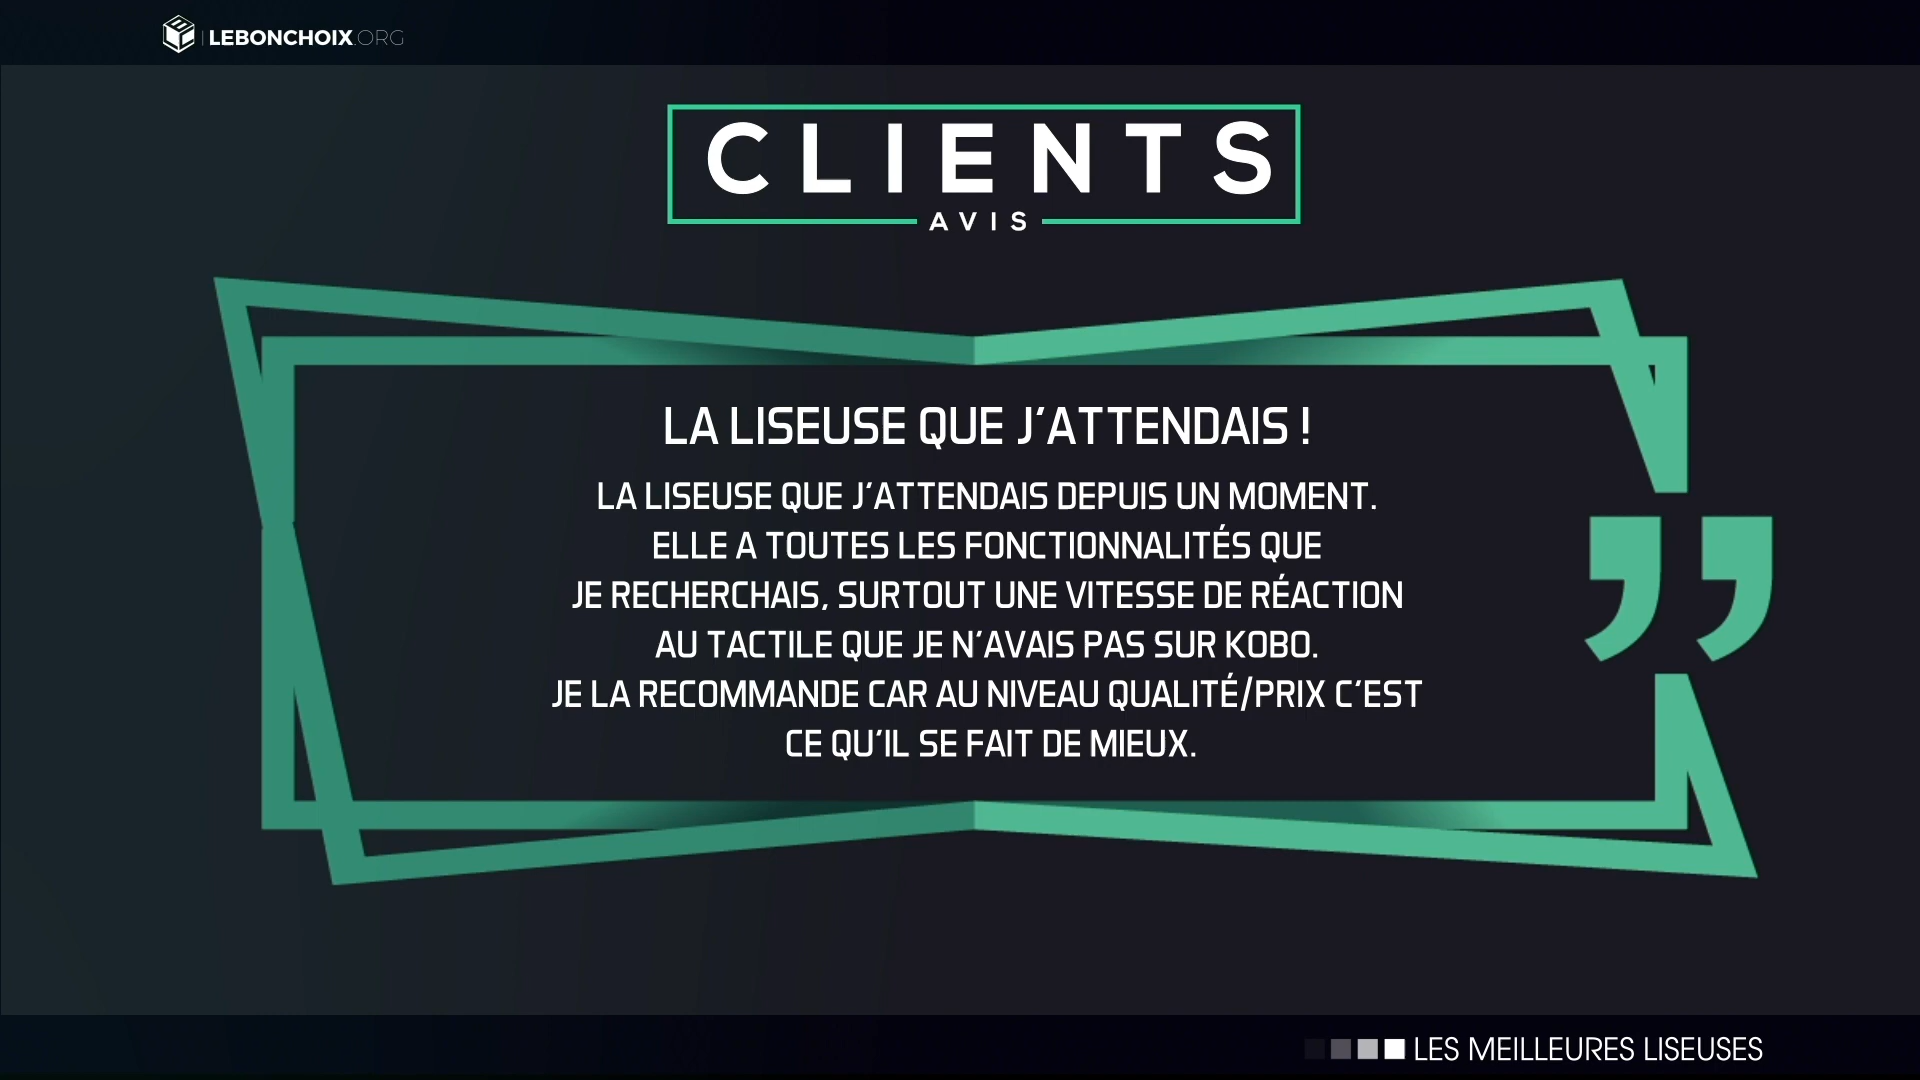 LEBONCHOIX.ORG
CLIENTS
AVIS
LA LISEUSE QUE J'ATTENDAIS !
LA LISEUSE QUE J'ATTENDAIS DEPUIS UN MOMENT.
ELLE A TOUTES LES FONCTIONNALITÉS QUE
JE RECHERCHAIS, SURTOUT UNE VITESSE DE RÉACTION
AU TACTILE QUE JE N'AVAIS PAS SUR KOBO.
JE LA RECOMMANDE CAR AU NIVEAU QUALITÉ/PRIX C'EST
CE QU'IL SE FAIT DE MIEUX.
”
LES MEILLEURES LISEUSES